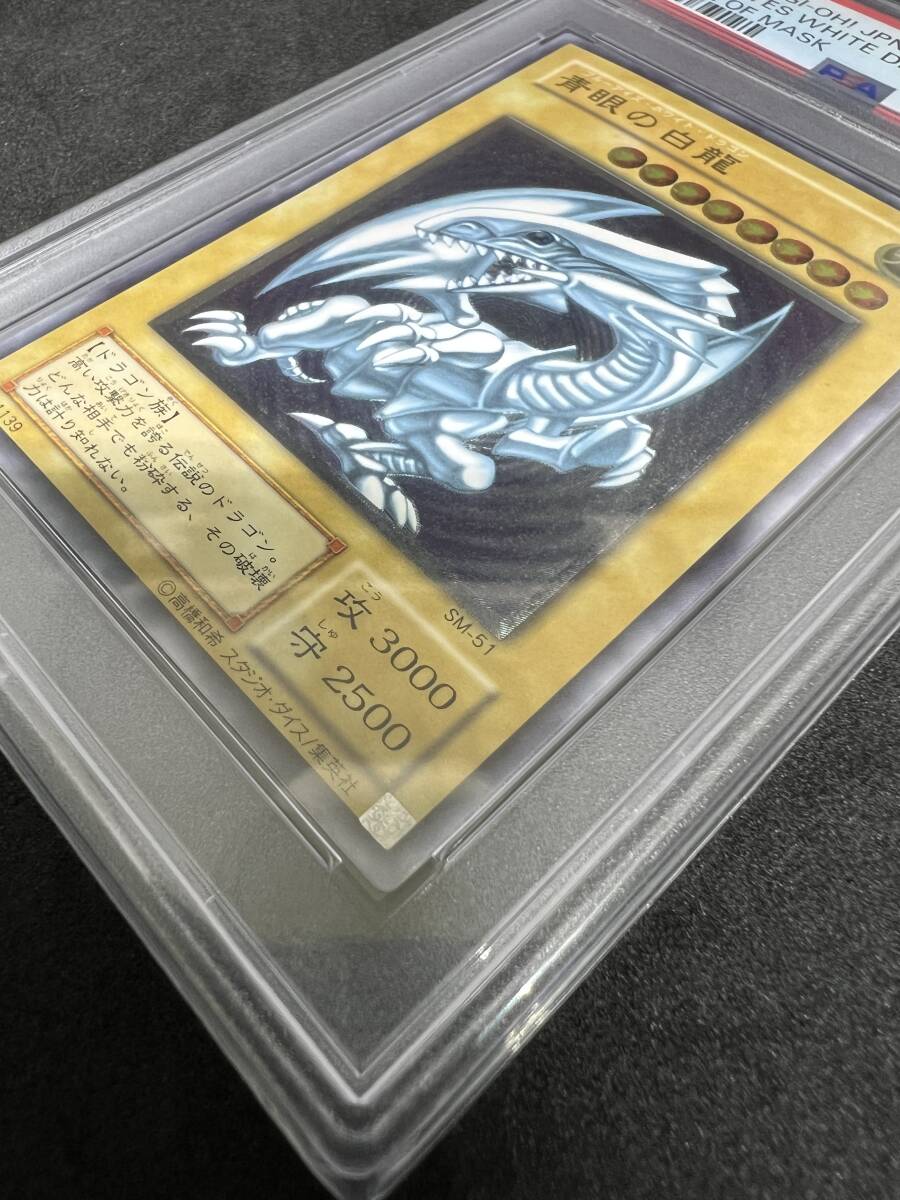 GI-OH! JPN
ES WHITE D
OF MASK
PSA
ブルーアイズ・ホワイト・ドラゴン
青眼の白龍
SM-51
【ドラゴン族】
高い攻撃力を誇る伝説のドラゴン。
どんな相手でも粉砕する、その破壊
力は計り知れない。
攻 3000
守 2500
1139
©高橋和希 スタジオ・ダイス/集英社